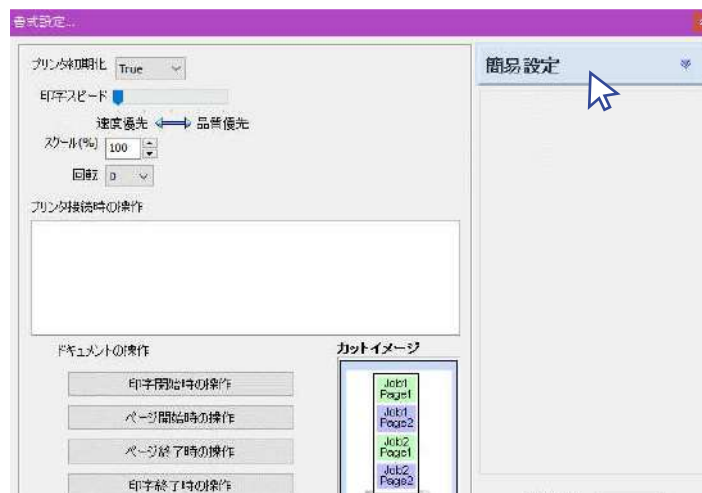 書式設定...
プリンタ初期化 True
印字スピード
速度優先 品質優先
スケール(%) 100
回転 0
プリンタ接続時の操作
ドキュメントの操作
印字開始時の操作
ページ開始時の操作
ページ終了時の操作
印字終了時の操作
カットイメージ
Job1
Page1
Job1
Page2
Job2
Page1
Job2
Page2
簡易設定